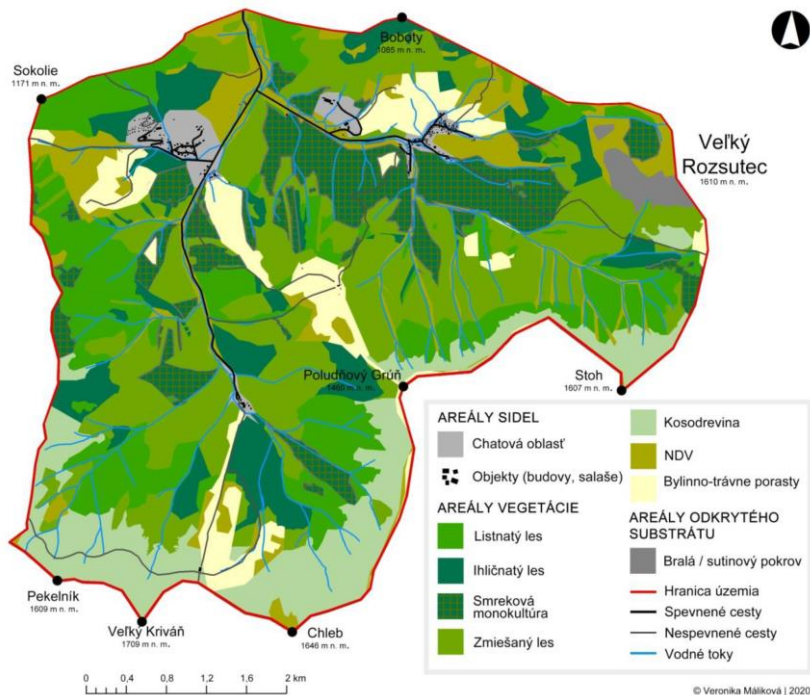 Boboty
1085 m n. m.
Sokolie
1171 m n. m.
Veľký
Rozsutec
1610 m n. m.
Poludňový Grúň
1460 m n. m.
Stoh
1607 m n. m.
Pekelník
1609 m n. m.
Veľký Kriváň
1709 m n. m.
Chleb
1646 m n. m.
AREÁLY SIDEL
Chatová oblasť
Objekty (budovy, salaše)
AREÁLY VEGETÁCIE
Listnatý les
Ihličnatý les
Smreková
monokultúra
Zmiešaný les
Kosodrevina
NDV
Bylinno-trávne porasty
AREÁLY ODKRYTÉHO
SUBSTRÁTU
Bralá / sutinový pokrov
Hranica územia
Spevnené cesty
Nespevnené cesty
Vodné toky
0 0,4 0,8 1,2 1,6 2 km
© Veronika Máliková | 2020